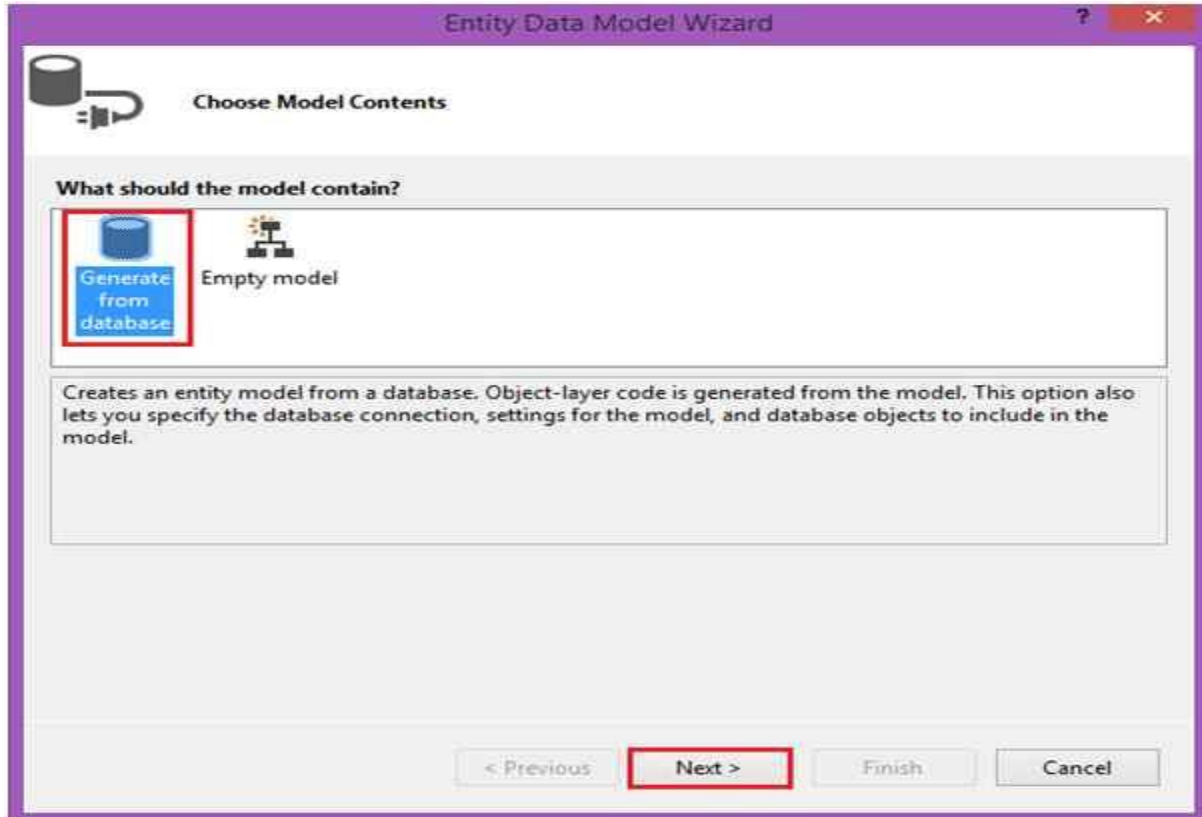 Entity Data Model Wizard
? ×
Choose Model Contents
What should the model contain?
Generate
from
database
Empty model
Creates an entity model from a database. Object-layer code is generated from the model. This option also
lets you specify the database connection, settings for the model, and database objects to include in the
model.
< Previous
Next >
Finish
Cancel